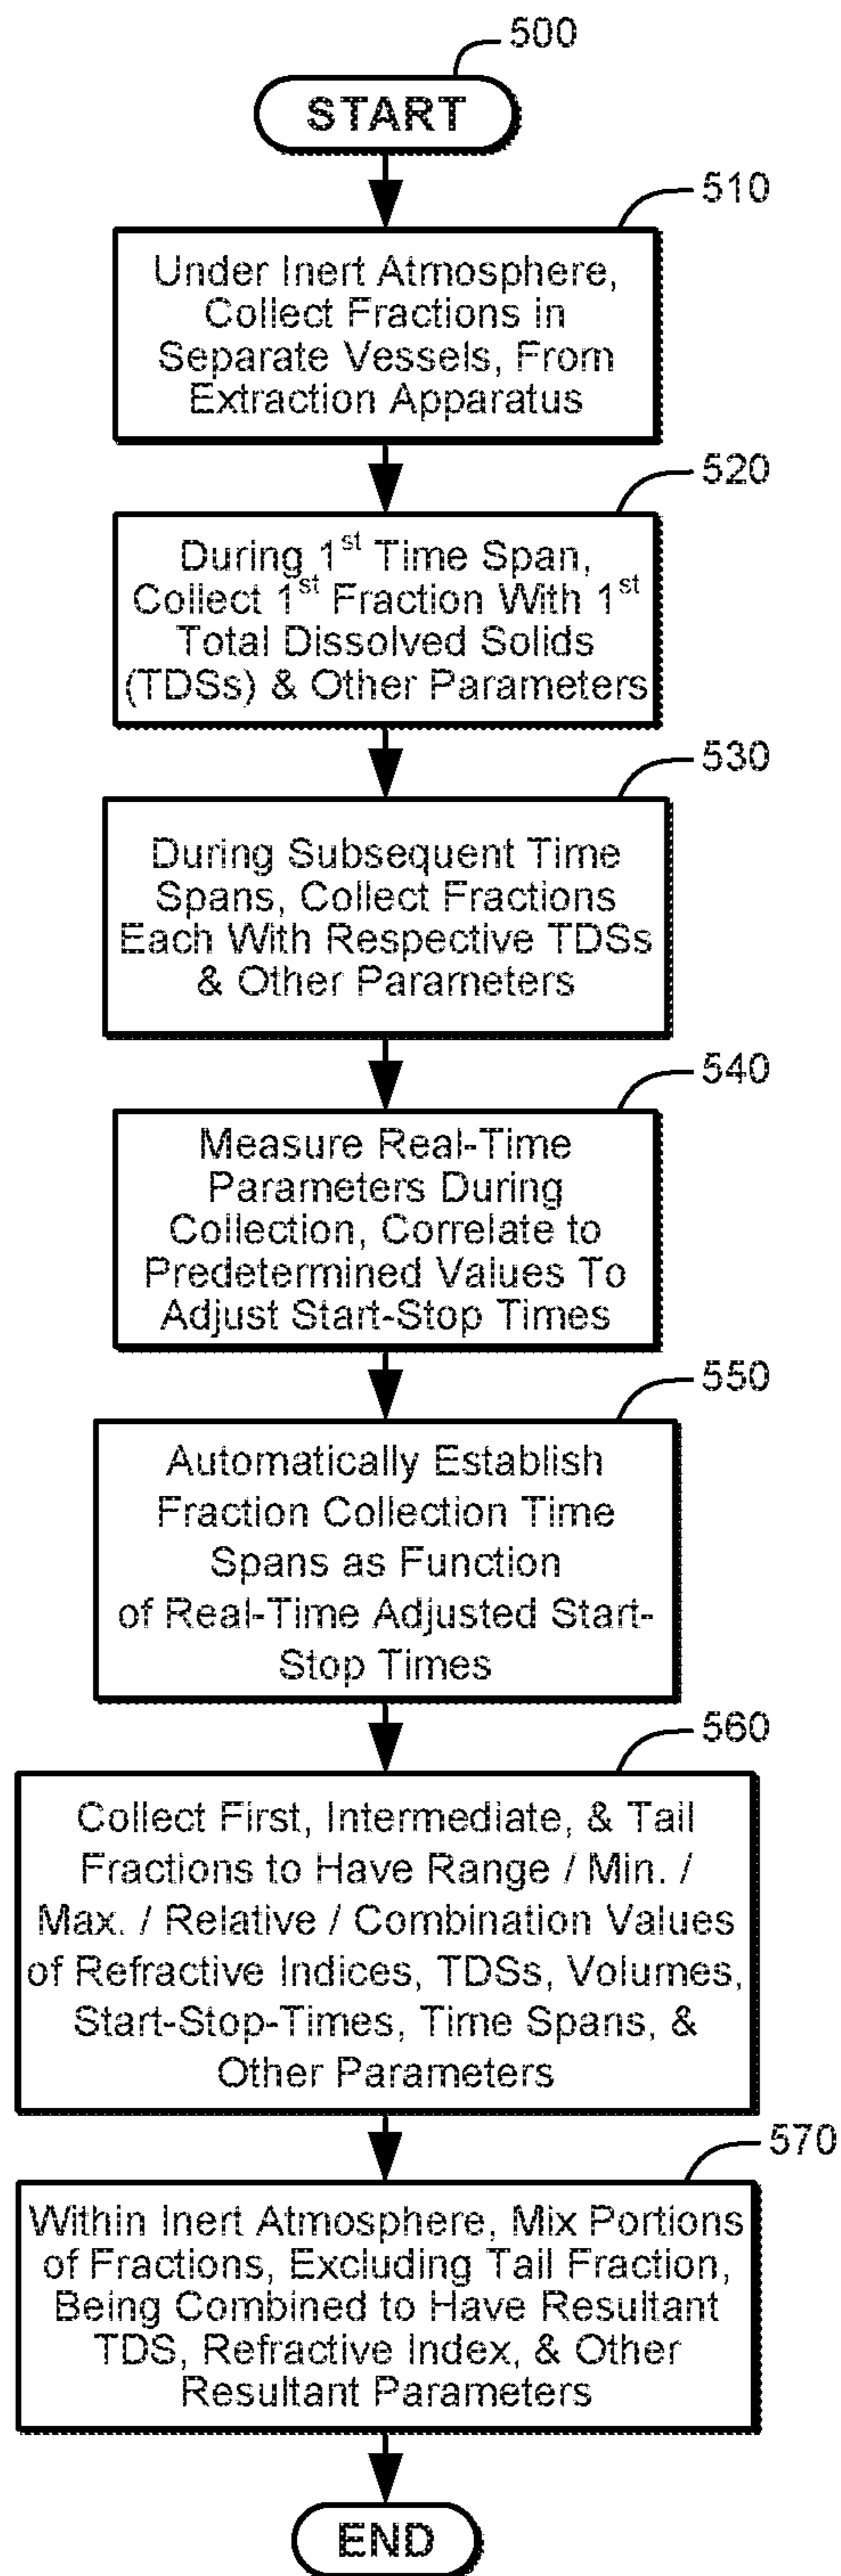 500
START
510
Under Inert Atmosphere,
Collect Fractions in
Separate Vessels, From
Extraction Apparatus
520
During 1st Time Span,
Collect 1st Fraction With 1st
Total Dissolved Solids
(TDSs) & Other Parameters
530
During Subsequent Time
Spans, Collect Fractions
Each With Respective TDSs
& Other Parameters
540
Measure Real-Time
Parameters During
Collection, Correlate to
Predetermined Values To
Adjust Start-Stop Times
550
Automatically Establish
Fraction Collection Time
Spans as Function
of Real-Time Adjusted Start-
Stop Times
560
Collect First, Intermediate, & Tail
Fractions to Have Range / Min. /
Max. / Relative / Combination Values
of Refractive Indices, TDSs, Volumes,
Start-Stop-Times, Time Spans, &
Other Parameters
570
Within Inert Atmosphere, Mix Portions
of Fractions, Excluding Tail Fraction,
Being Combined to Have Resultant
TDS, Refractive Index, & Other
Resultant Parameters
END